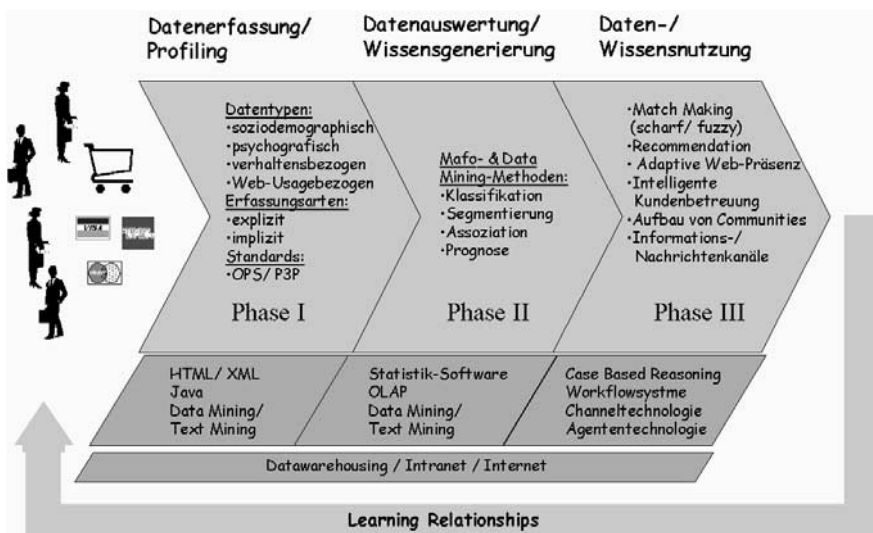 Datenerfassung/
Profiling
Datenauswertung/
Wissensgenerierung
Daten-/
Wissensnutzung
Datentypen:
•soziodemographisch
•psychografisch
•verhaltensbezogen
•Web-Usagebezogen
Erfassungsarten:
•explizit
•implizit
Standards:
•OPS/ P3P
Phase I
Mafo- & Data
Mining-Methoden:
•Klassifikation
•Segmentierung
•Assoziation
•Prognose
Phase II
•Match Making
(scharf/ fuzzy)
•Recommendation
• Adaptive Web-Präsenz
•Intelligente
Kundenbetreuung
•Aufbau von Communities
•Informations-/
Nachrichtenkanäle
Phase III
VISA
HTML/ XML
Java
Data Mining/
Text Mining
Statistik-Software
OLAP
Data Mining/
Text Mining
Case Based Reasoning
Workflowsystme
Channeltechnologie
Agententechnologie
Datawarehousing / Intranet / Internet
Learning Relationships